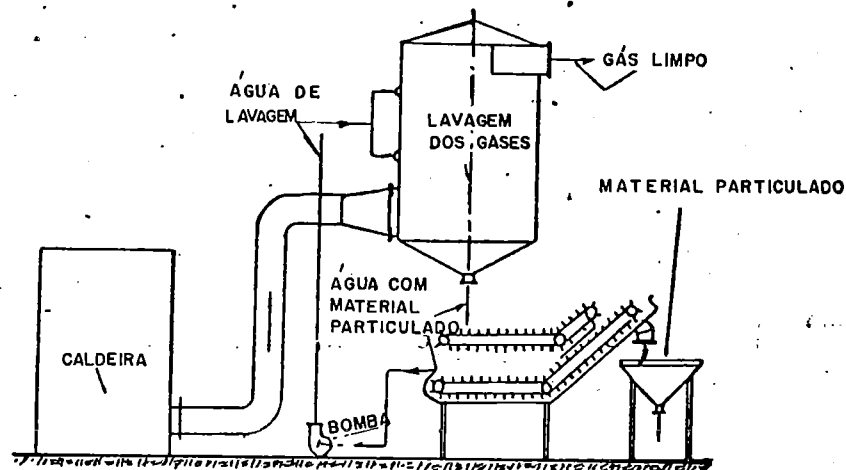 GÁS LIMPO
ÁGUA DE
LAVAGEM
LAVAGEM
DOS GASES
MATERIAL PARTICULADO
ÁGUA COM
MATERIAL
PARTICULADO
CALDEIRA
BOMBA